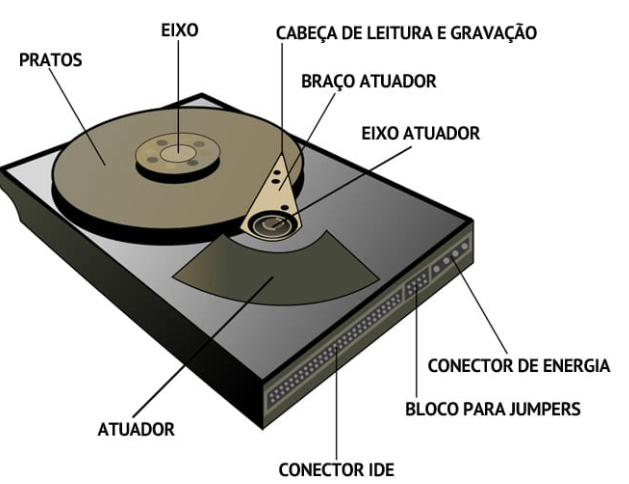 EIXO
CABEÇA DE LEITURA E GRAVAÇÃO
PRATOS
BRAÇO ATUADOR
EIXO ATUADOR
CONECTOR DE ENERGIA
BLOCO PARA JUMPERS
ATUADOR
CONECTOR IDE